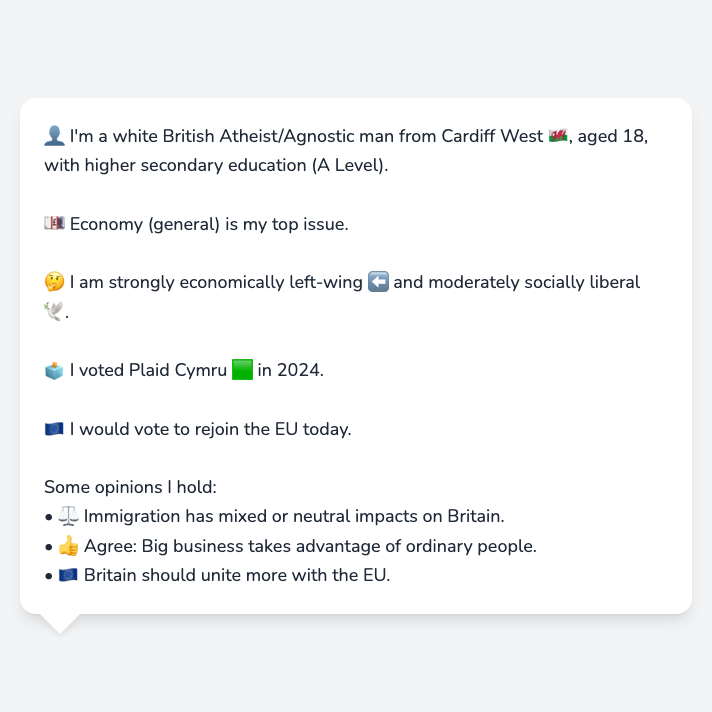 👤 I'm a white British Atheist/Agnostic man from Cardiff West 🏴󠁧󠁢󠁷󠁬󠁳󠁿, aged 18,
with higher secondary education (A Level).
💷 Economy (general) is my top issue.
🤔 I am strongly economically left-wing ⬅️ and moderately socially liberal
🕊️.
🗳️ I voted Plaid Cymru 🟩 in 2024.
🇪🇺 I would vote to rejoin the EU today.
Some opinions I hold:
• ⚖️ Immigration has mixed or neutral impacts on Britain.
• 👍 Agree: Big business takes advantage of ordinary people.
• 🇪🇺 Britain should unite more with the EU.